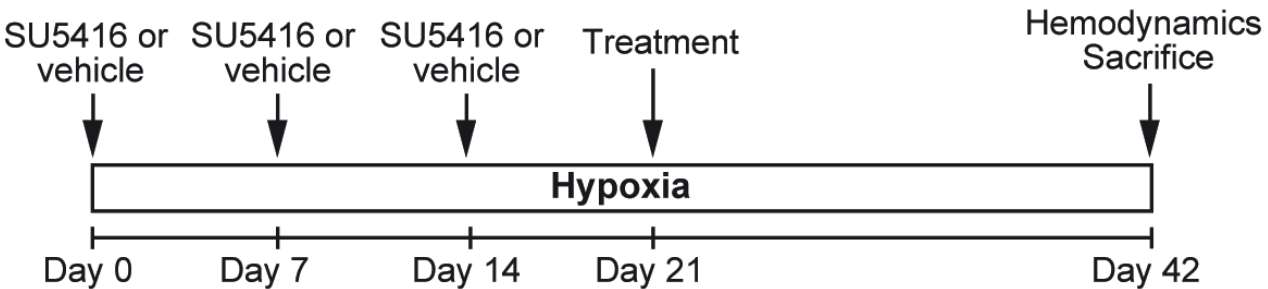 SU5416 or vehicle
SU5416 or vehicle
SU5416 or vehicle
Treatment
Hemodynamics
Sacrifice
Hypoxia
Day 0
Day 7
Day 14
Day 21
Day 42